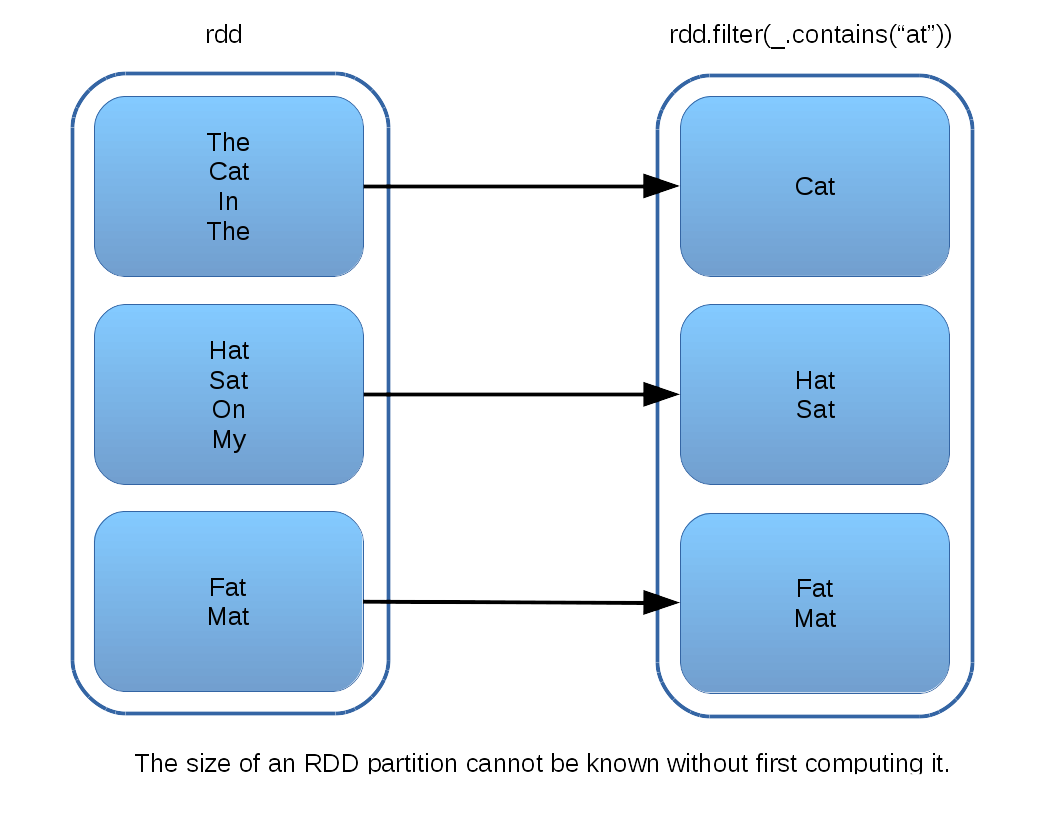 rdd
rdd.filter(_.contains(“at”))
The
Cat
In
The
Cat
Hat
Sat
On
My
Hat
Sat
Fat
Mat
Fat
Mat
The size of an RDD partition cannot be known without first computing it.